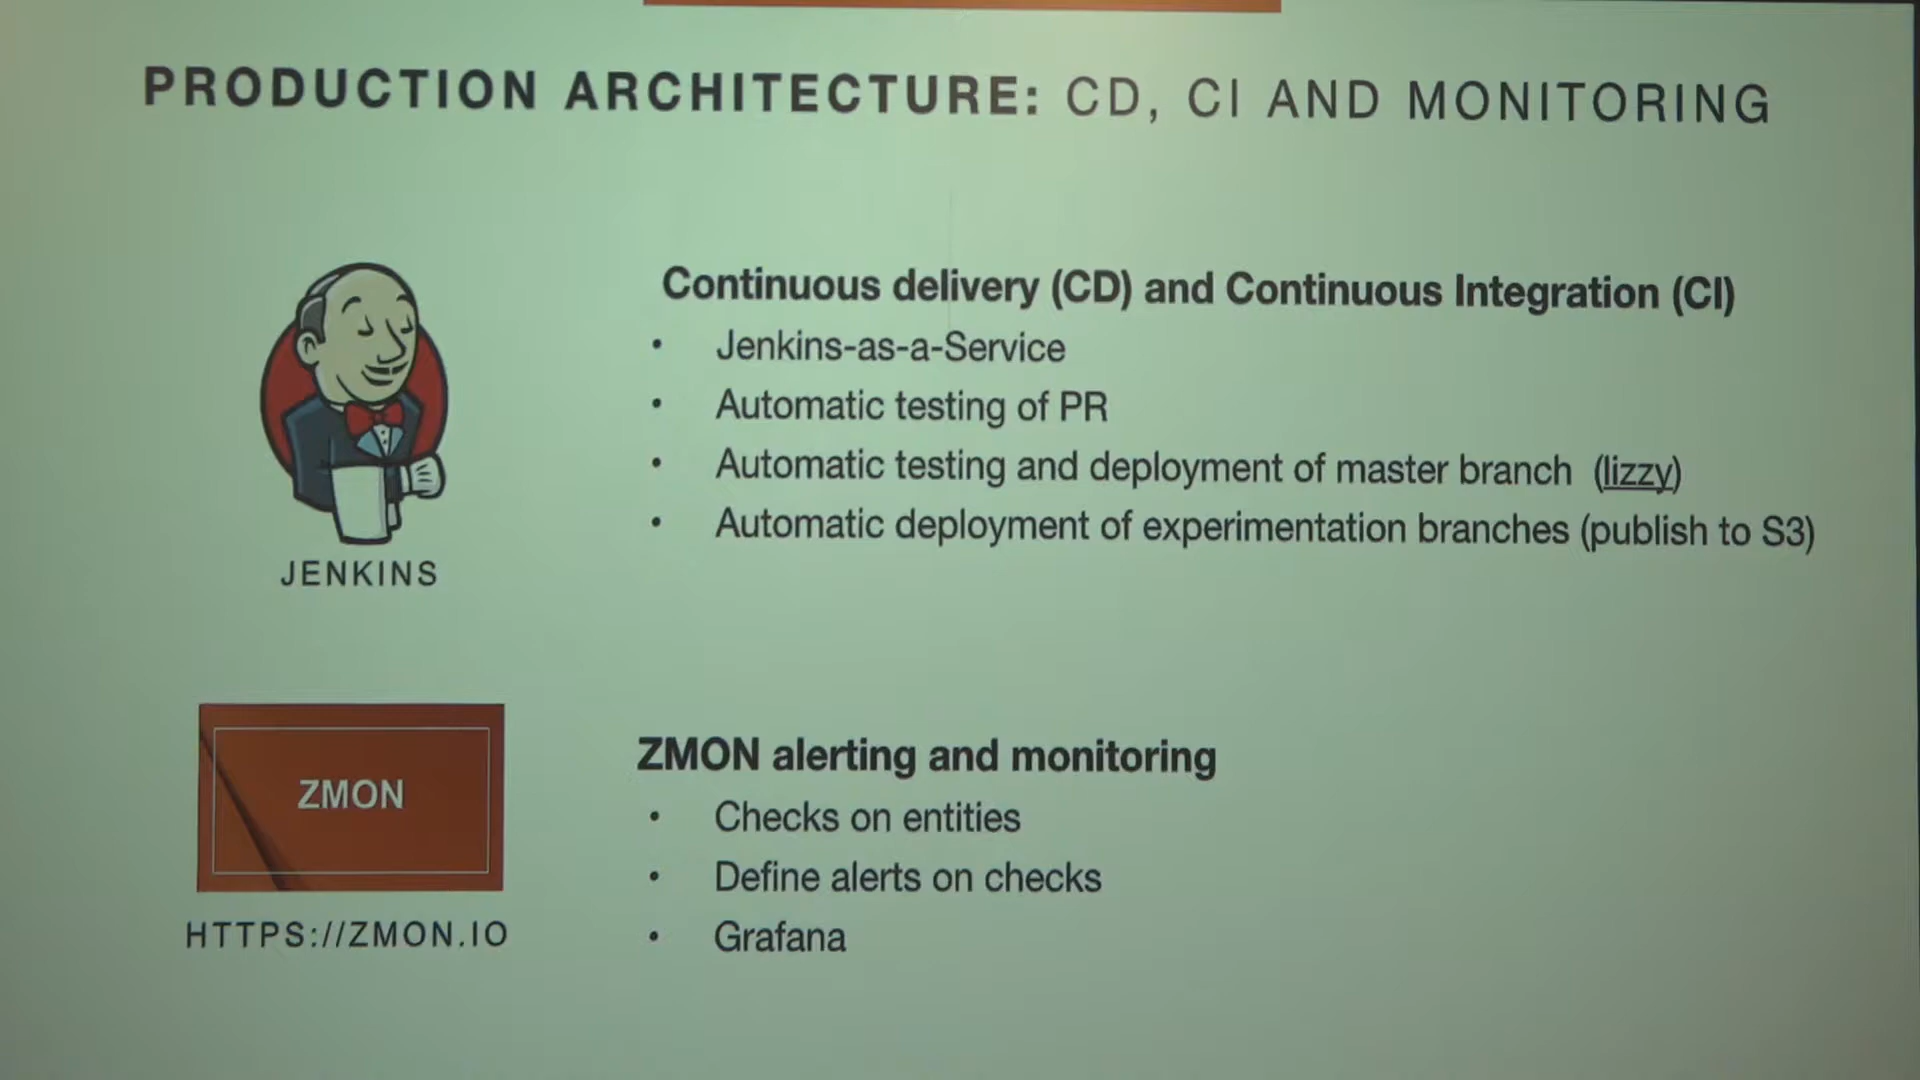 PRODUCTION ARCHITECTURE: CD, CI AND MONITORING
Continuous delivery (CD) and Continuous Integration (CI)
• Jenkins-as-a-Service
• Automatic testing of PR
• Automatic testing and deployment of master branch (lizzy)
• Automatic deployment of experimentation branches (publish to S3)
JENKINS
ZMON
HTTPS://ZMON.IO
ZMON alerting and monitoring
• Checks on entities
• Define alerts on checks
• Grafana